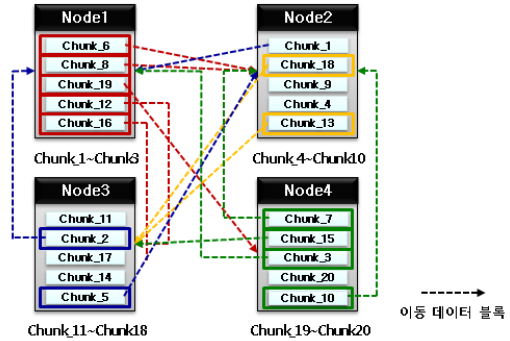 Node1
Chunk_6
Chunk_8
Chunk_19
Chunk_12
Chunk_16
Chunk_1~Chunk3
Node2
Chunk_1
Chunk_18
Chunk_9
Chunk_4
Chunk_13
Chunk_4~Chunk10
Node3
Chunk_11
Chunk_2
Chunk_17
Chunk_14
Chunk_5
Chunk_11~Chunk18
Node4
Chunk_7
Chunk_15
Chunk_3
Chunk_20
Chunk_10
Chunk_19~Chunk20
이동 데이터 블록